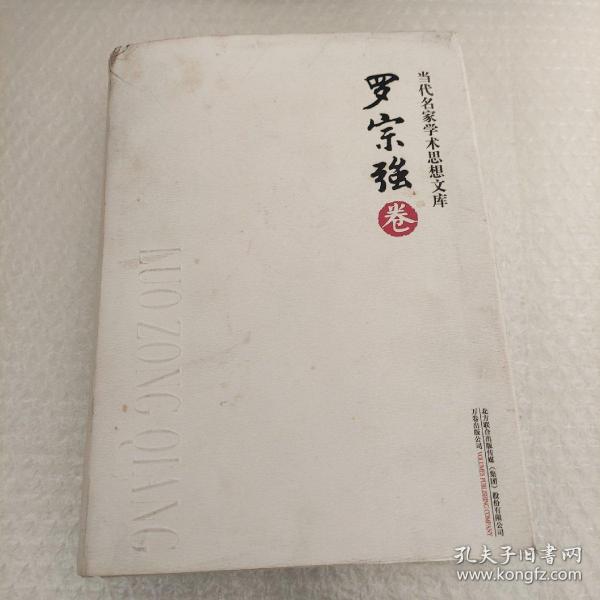 当代名家学术思想文库
罗宗強
卷
LUO ZONG QIANG
北方联合出版传媒（集团）股份有限公司
万卷出版公司 VOLUMES PUBLISHING COMPANY
孔夫子旧书网
www.kongfz.com